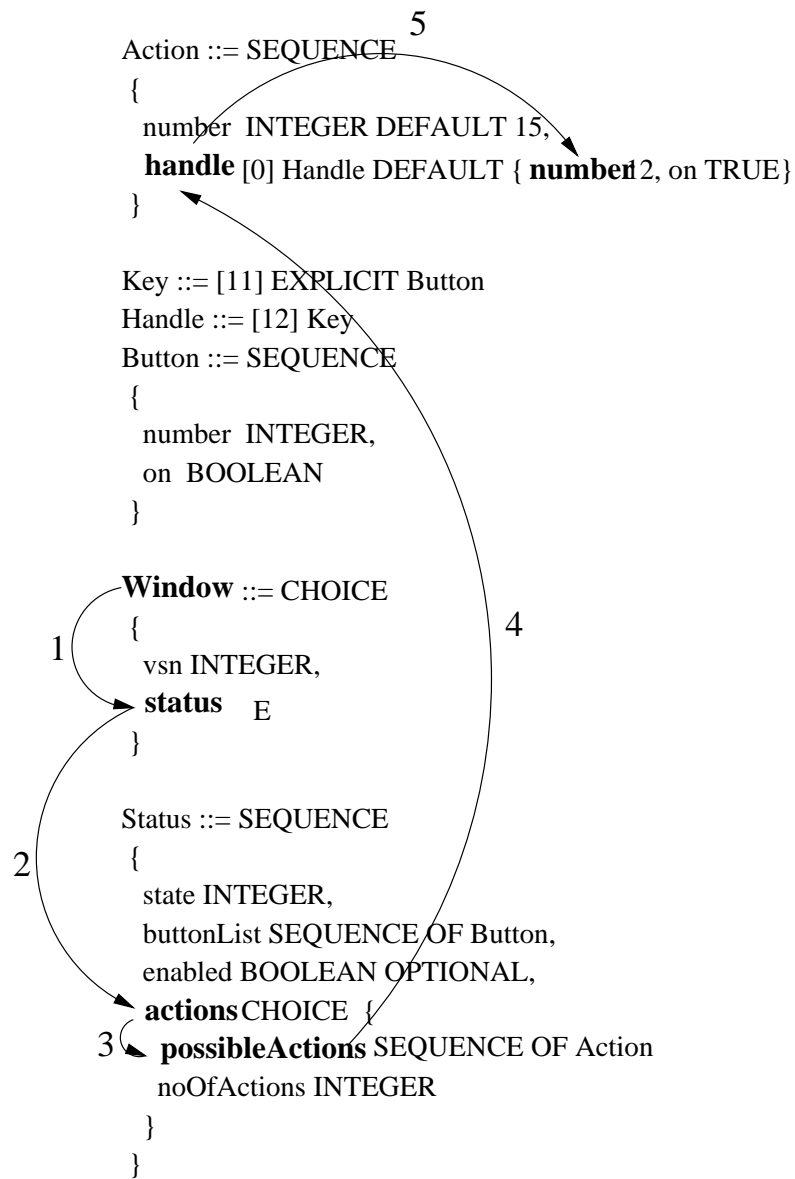 5
Action ::= SEQUENCE
{
number INTEGER DEFAULT 15,
handle [0] Handle DEFAULT { number12, on TRUE}
}
Key ::= [11] EXPLICIT Button
Handle ::= [12] Key
Button ::= SEQUENCE
{
number INTEGER,
on BOOLEAN
}
Window ::= CHOICE
{
4
1
vsn INTEGER,
status E
}
Status ::= SEQUENCE
2
{
state INTEGER,
buttonList SEQUENCE OF Button,
enabled BOOLEAN OPTIONAL,
actions CHOICE {
3 possibleActions SEQUENCE OF Action
noOfActions INTEGER
}
}